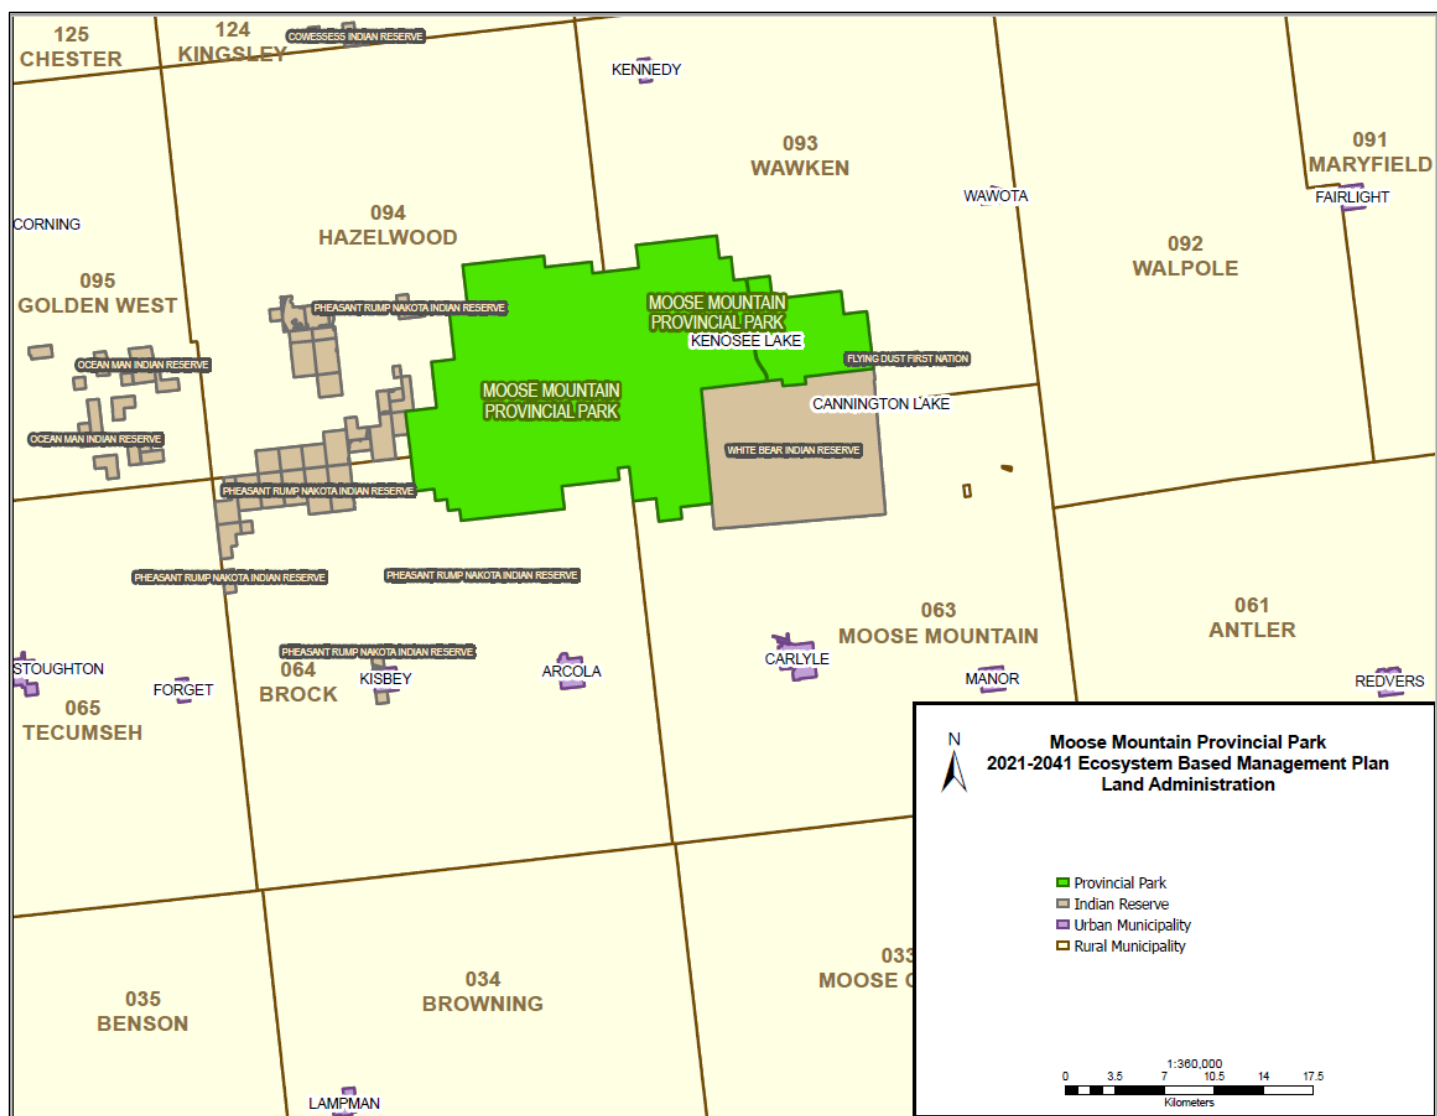 125
CHESTER
124
KINGSLEY
COWESSESS INDIAN RESERVE
KENNEDY
093
WAWKEN
091
MARYFIELD
WAWOTA
FAIRLIGHT
CORNING
094
HAZELWOOD
092
WALPOLE
095
GOLDEN WEST
PHEASANT RUMP NAKOTA INDIAN RESERVE
MOOSE MOUNTAIN
PROVINCIAL PARK
KENOSEE LAKE
FLYING DUST FIRST NATION
OCEAN MAN INDIAN RESERVE
MOOSE MOUNTAIN
PROVINCIAL PARK
CANNINGTON LAKE
OCEAN MAN INDIAN RESERVE
WHITE BEAR INDIAN RESERVE
PHEASANT RUMP NAKOTA INDIAN RESERVE
PHEASANT RUMP NAKOTA INDIAN RESERVE
PHEASANT RUMP NAKOTA INDIAN RESERVE
063
MOOSE MOUNTAIN
061
ANTLER
PHEASANT RUMP NAKOTA INDIAN RESERVE
STOUGHTON
FORGET
064
BROCK
KISBEY
ARCOLA
CARLYLE
MANOR
REDVERS
065
TECUMSEH
N
Moose Mountain Provincial Park
2021-2041 Ecosystem Based Management Plan
Land Administration
Provincial Park
Indian Reserve
Urban Municipality
Rural Municipality
033
MOOSE C
034
BROWNING
035
BENSON
LAMPMAN
1:360,000
0 3.5 7 10.5 14 17.5
Kilometers